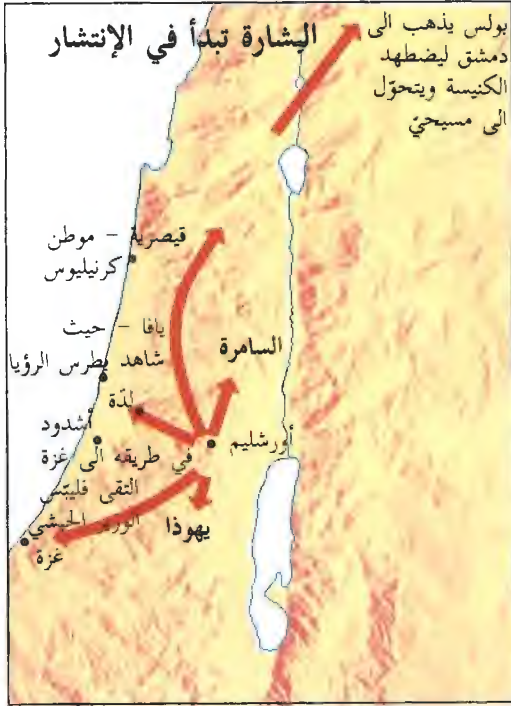 البشارة تبدأ في الإنتشار
بولس يذهب الى
دمشق ليضطهد
الكنيسة ويتحوّل
الى مسيحيّ
قيصرية – موطن
كرنيليوس
يافا – حيث
شاهد بطرس الرؤيا
السامرة
لدّة
أشدود
أورشليم
في طريقه الى غزة
التقى فيليبّس
الوزير الحبشي
يهوذا
غزة